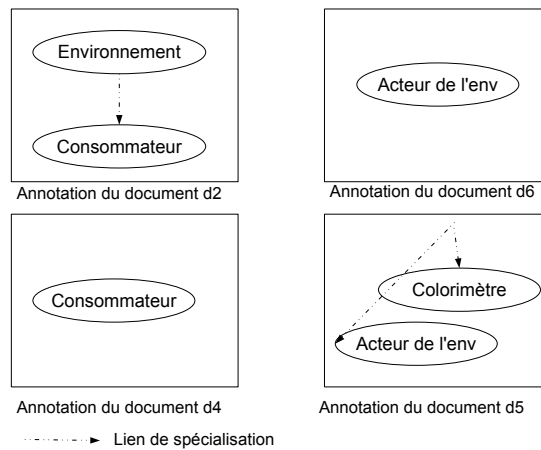 Environnement
Consommateur
Annotation du document d2
Acteur de l'env
Annotation du document d6
Consommateur
Annotation du document d4
Colorimètre
Acteur de l'env
Annotation du document d5
Lien de spécialisation